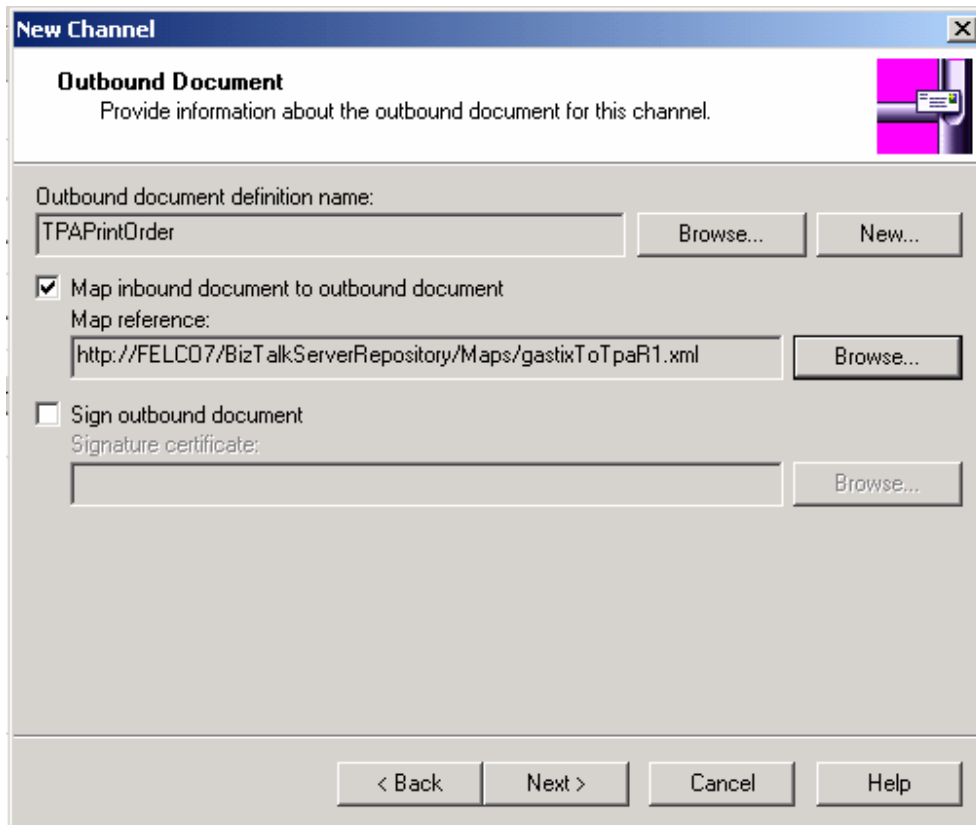 New Channel
Outbound Document
Provide information about the outbound document for this channel.
Outbound document definition name:
TPAPrintOrder
Browse...
New...
Map inbound document to outbound document
Map reference:
http://FELCO7/BizTalkServerRepository/Maps/gastixToTpaR1.xml
Browse...
Sign outbound document
Signature certificate:
Browse...
< Back
Next >
Cancel
Help